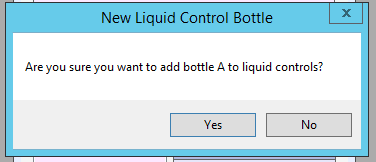 New Liquid Control Bottle
x
Are you sure you want to add bottle A to liquid controls?
Yes
No